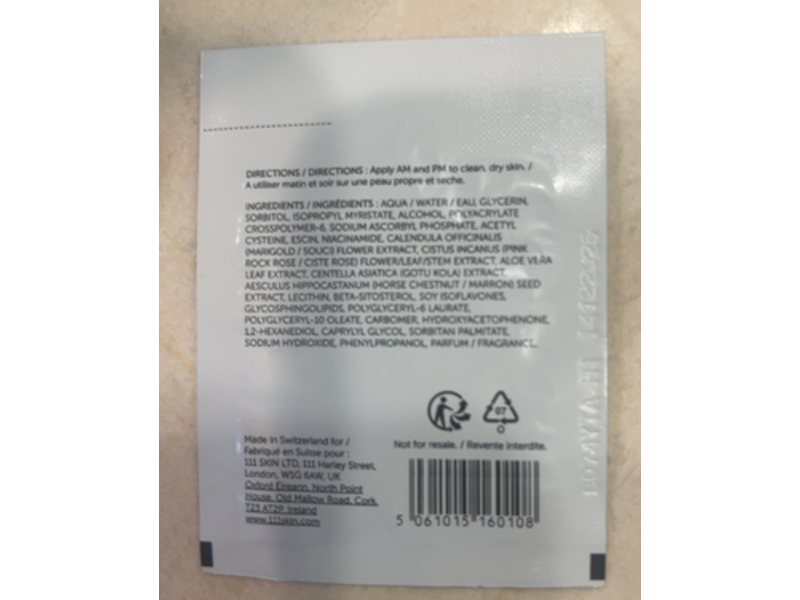 DIRECTIONS / DIRECTIONS : Apply AM and PM to clean, dry skin. /
A utiliser matin et soir sur une peau propre et seche.
INGREDIENTS / INGRÉDIENTS : AQUA / WATER / EAU, GLYCERIN,
SORBITOL, ISOPROPYL MYRISTATE, ALCOHOL, POLYACRYLATE
CROSSPOLYMER-6, SODIUM ASCORBYL PHOSPHATE, ACETYL
CYSTEINE, ESCIN, NIACINAMIDE, CALENDULA OFFICINALIS
(MARIGOLD / SOUCI) FLOWER EXTRACT, CISTUS INCANUS (PINK
ROCK ROSE / CISTE ROSE) FLOWER/LEAF/STEM EXTRACT, ALOE VERA
LEAF EXTRACT, CENTELLA ASIATICA (GOTU KOLA) EXTRACT,
AESCULUS HIPPOCASTANUM (HORSE CHESTNUT / MARRON) SEED
EXTRACT, LECITHIN, BETA-SITOSTEROL, SOY ISOFLAVONES,
GLYCOSPHINGOLIPIDS, POLYGLYCERYL-6 LAURATE,
POLYGLYCERYL-10 OLEATE, CARBOMER, HYDROXYACETOPHENONE,
1,2-HEXANEDIOL, CAPRYLYL GLYCOL, SORBITAN PALMITATE,
SODIUM HYDROXIDE, PHENYLPROPANOL, PARFUM / FRAGRANCE.
07
Made in Switzerland for /
Fabriqué en Suisse pour :
111 SKIN LTD, 111 Harley Street,
London, W1G 6AW, UK
Oxford Eireann, North Point
House, Old Mallow Road, Cork,
T23 AT2P, Ireland
www.111skin.com
Not for resale. / Revente interdite.
5 061015 160108